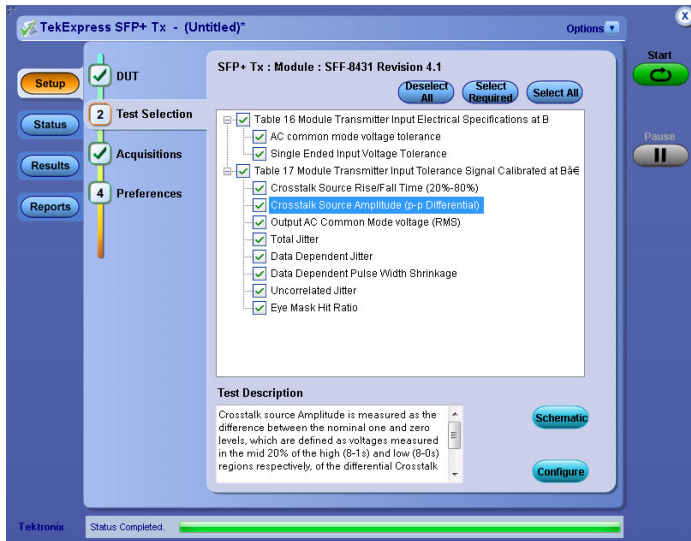 TekExpress SFP+ Tx - (Untitled)*
Options
x
Start
Pause
Setup
Status
Results
Reports
DUT
2 Test Selection
Acquisitions
4 Preferences
SFP+ Tx : Module : SFF-8431 Revision 4.1
Deselect All
Select Required
Select All
Table 16 Module Transmitter Input Electrical Specifications at B
AC common mode voltage tolerance
Single Ended Input Voltage Tolerance
Table 17 Module Transmitter Input Tolerance Signal Calibrated at Bâ€
Crosstalk Source Rise/Fall Time (20%-80%)
Crosstalk Source Amplitude (p-p Differential)
Output AC Common Mode voltage (RMS)
Total Jitter
Data Dependent Jitter
Data Dependent Pulse Width Shrinkage
Uncorrelated Jitter
Eye Mask Hit Ratio
Test Description
Crosstalk source Amplitude is measured as the
difference between the nominal one and zero
levels, which are defined as voltages measured
in the mid 20% of the high (8-1s) and low (8-0s)
regions respectively, of the differential Crosstalk
Schematic
Configure
Tektronix
Status Completed.